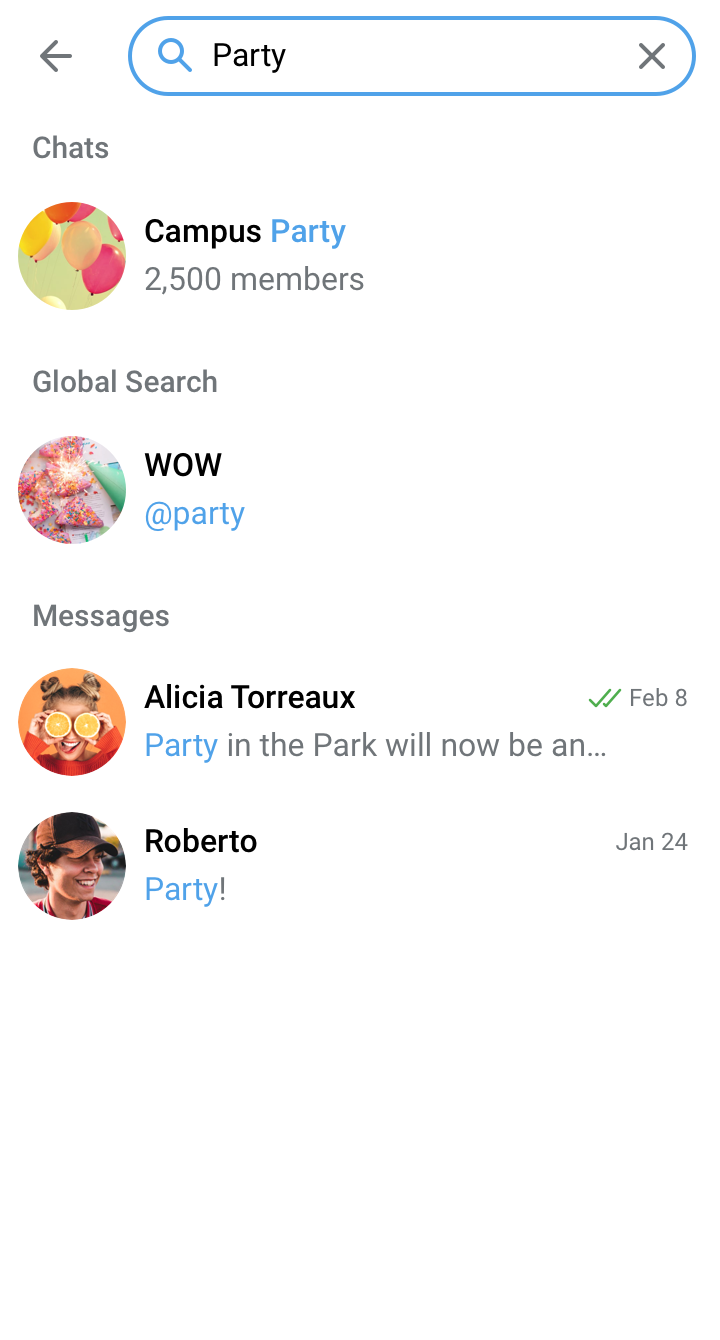 Party
Chats
Campus Party
2,500 members
Global Search
WOW
@party
Messages
Alicia Torreaux
Feb 8
Party in the Park will now be an...
Roberto
Jan 24
Party!